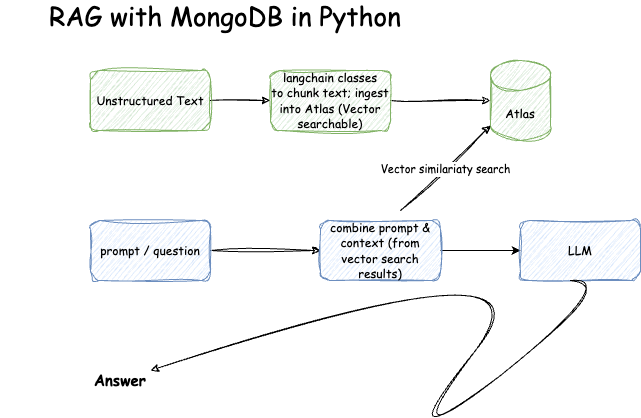 RAG with MongoDB in Python
Unstructured Text
langchain classes
to chunk text; ingest
into Atlas (Vector
searchable)
Atlas
Vector similariaty search
prompt / question
combine prompt &
context (from
vector search
results)
LLM
Answer